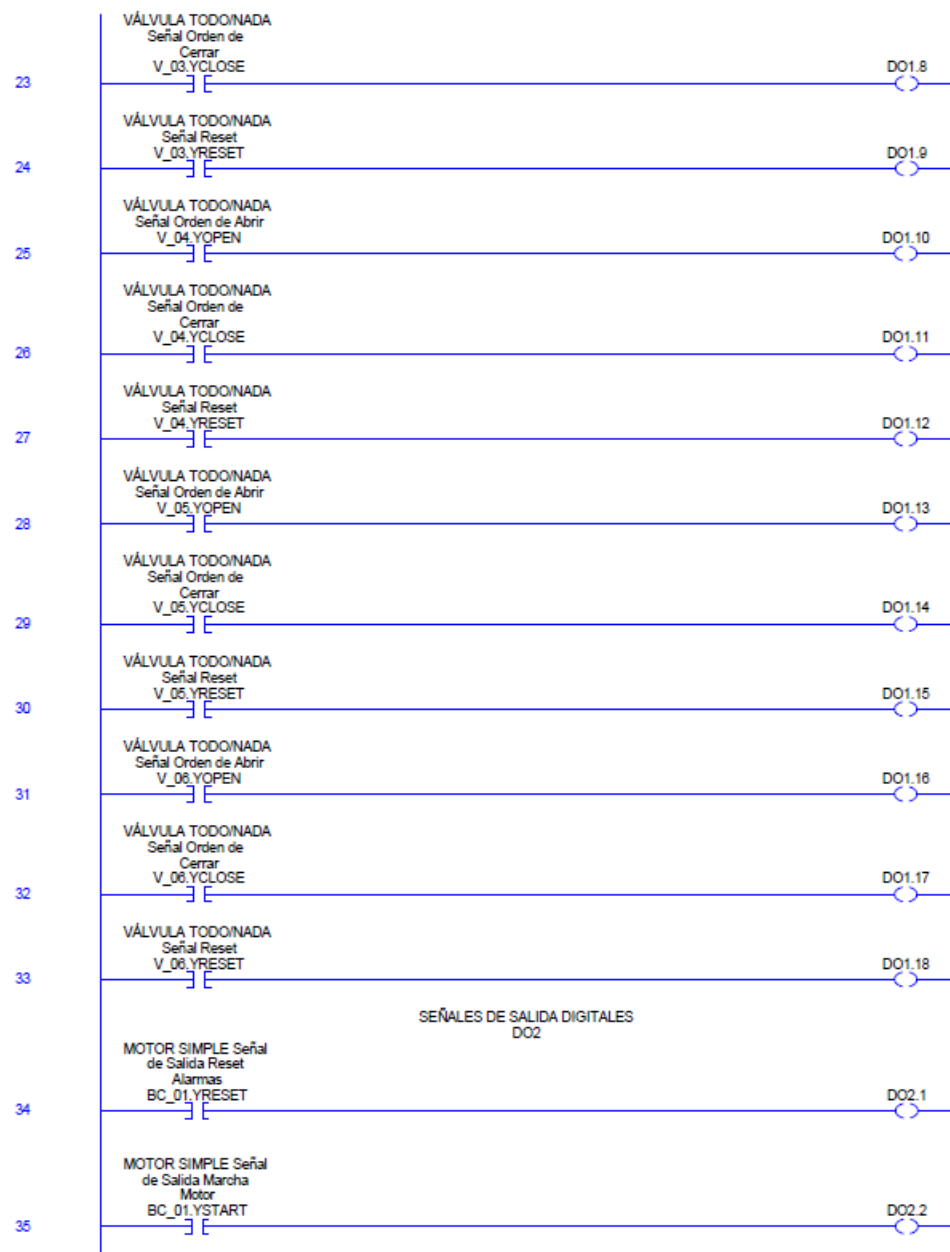 VÁLVULA TODO/NADA
Señal Orden de
Cerrar
V_03.YCLOSE
DO1.8
23
VÁLVULA TODO/NADA
Señal Reset
V_03.YRESET
DO1.9
24
VÁLVULA TODO/NADA
Señal Orden de Abrir
V_04.YOPEN
DO1.10
25
VÁLVULA TODO/NADA
Señal Orden de
Cerrar
V_04.YCLOSE
DO1.11
26
VÁLVULA TODO/NADA
Señal Reset
V_04.YRESET
DO1.12
27
VÁLVULA TODO/NADA
Señal Orden de Abrir
V_05.YOPEN
DO1.13
28
VÁLVULA TODO/NADA
Señal Orden de
Cerrar
V_05.YCLOSE
DO1.14
29
VÁLVULA TODO/NADA
Señal Reset
V_05.YRESET
DO1.15
30
VÁLVULA TODO/NADA
Señal Orden de Abrir
V_06.YOPEN
DO1.16
31
VÁLVULA TODO/NADA
Señal Orden de
Cerrar
V_06.YCLOSE
DO1.17
32
VÁLVULA TODO/NADA
Señal Reset
V_06.YRESET
DO1.18
33
SEÑALES DE SALIDA DIGITALES
DO2
MOTOR SIMPLE Señal
de Salida Reset
Alarmas
BC_01.YRESET
DO2.1
34
MOTOR SIMPLE Señal
de Salida Marcha
Motor
BC_01.YSTART
DO2.2
35